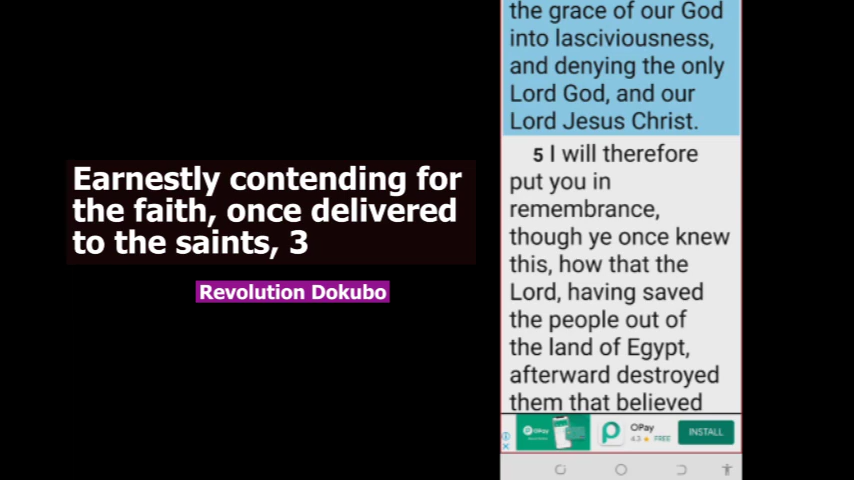 Earnestly contending for
the faith, once delivered
to the saints, 3
Revolution Dokubo
the grace of our God
into lasciviousness,
and denying the only
Lord God, and our
Lord Jesus Christ.
5 I will therefore
put you in
remembrance,
though ye once knew
this, how that the
Lord, having saved
the people out of
the land of Egypt,
afterward destroyed
them that believed
OPay
OPay
4.3 ★ FREE
INSTALL